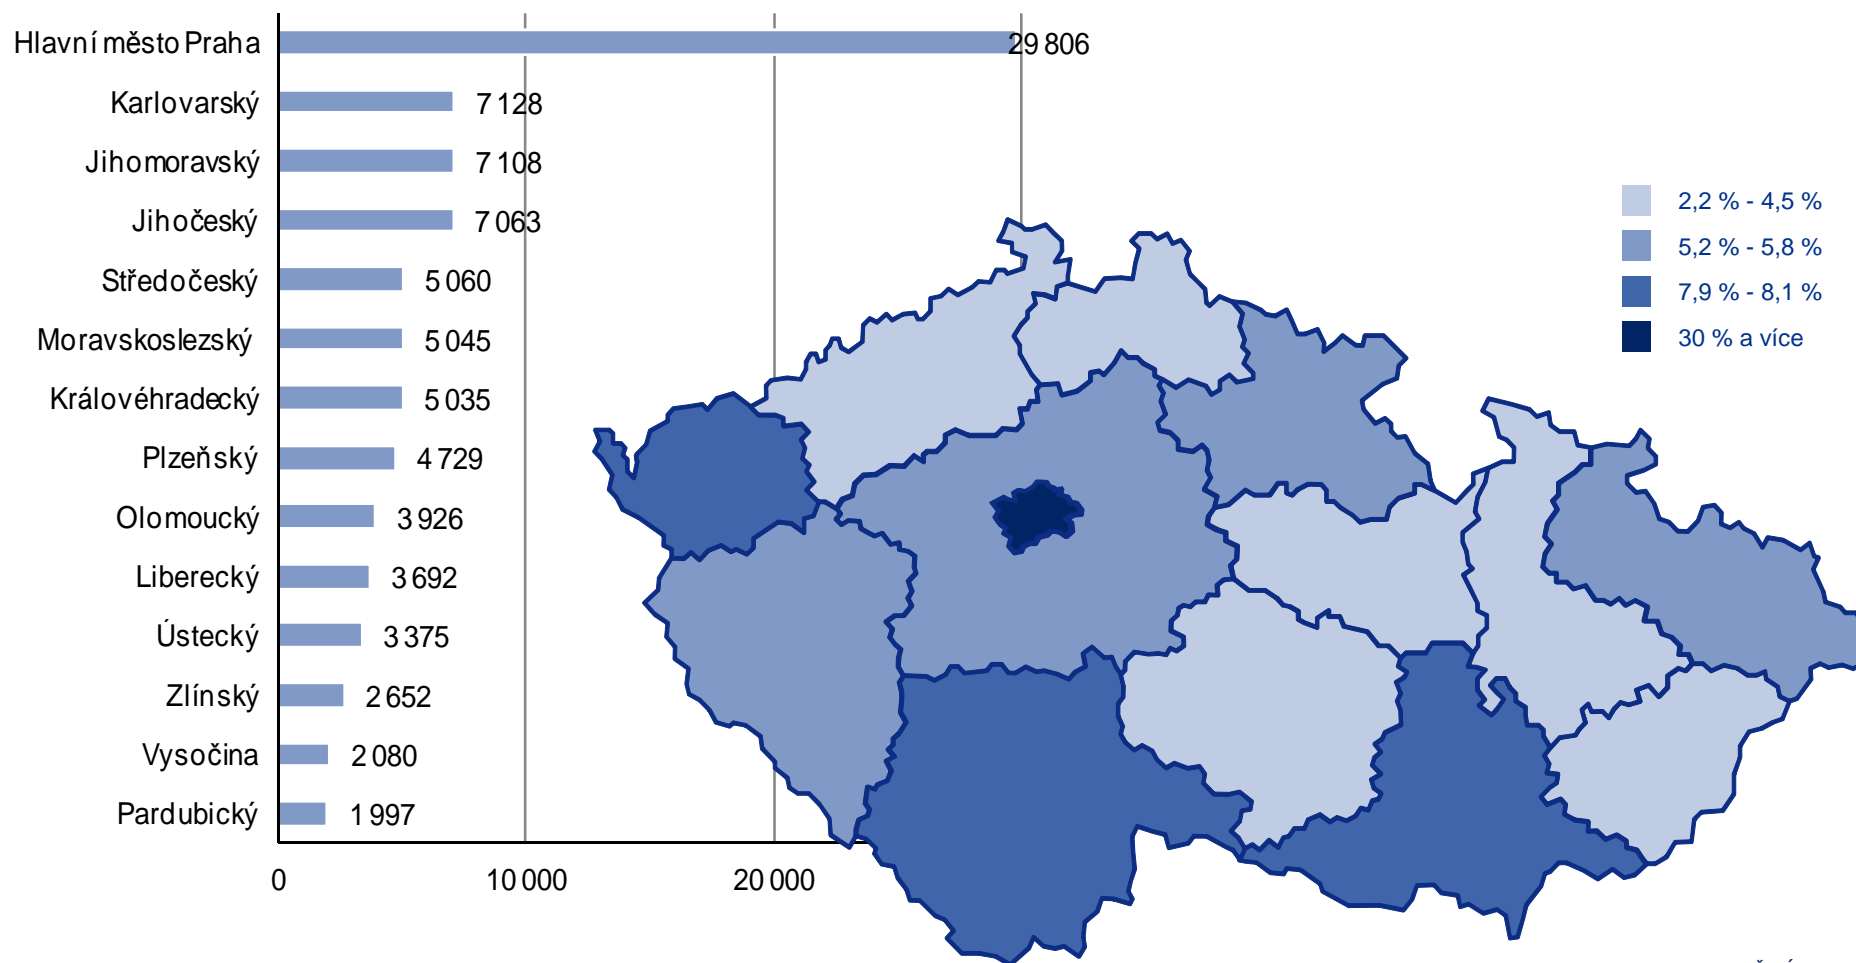 Hlavní město Praha 29 806
Karlovarský 7 128
Jihomoravský 7 108
Jihočeský 7 063
Středočeský 5 060
Moravskoslezský 5 045
Královéhradecký 5 035
Plzeňský 4 729
Olomoucký 3 926
Liberecký 3 692
Ústecký 3 375
Zlínský 2 652
Vysočina 2 080
Pardubický 1 997
0 10 000 20 000
2,2 % - 4,5 %
5,2 % - 5,8 %
7,9 % - 8,1 %
30 % a více